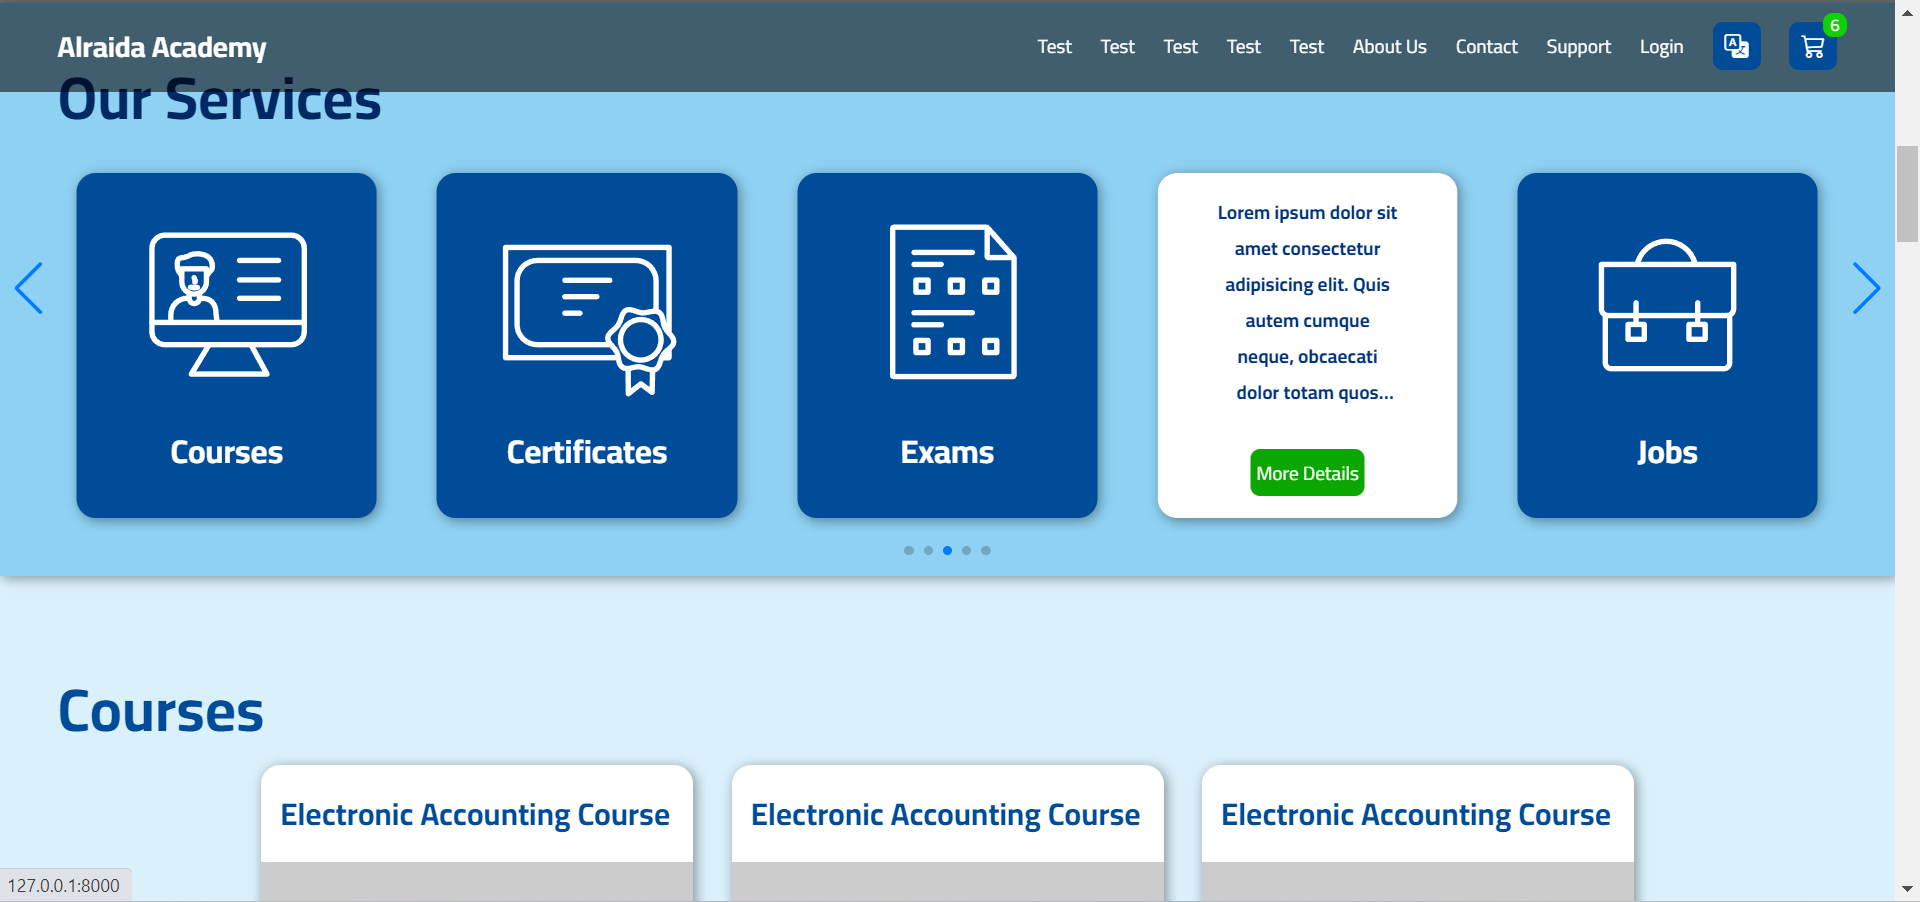 Alraida Academy
Test Test Test Test Test About Us Contact Support Login
6
Our Services
Courses
Certificates
Exams
Lorem ipsum dolor sit
amet consectetur
adipisicing elit. Quis
autem cumque
neque, obcaecati
dolor totam quos...
More Details
Jobs
Courses
Electronic Accounting Course
Electronic Accounting Course
Electronic Accounting Course
127.0.0.1:8000